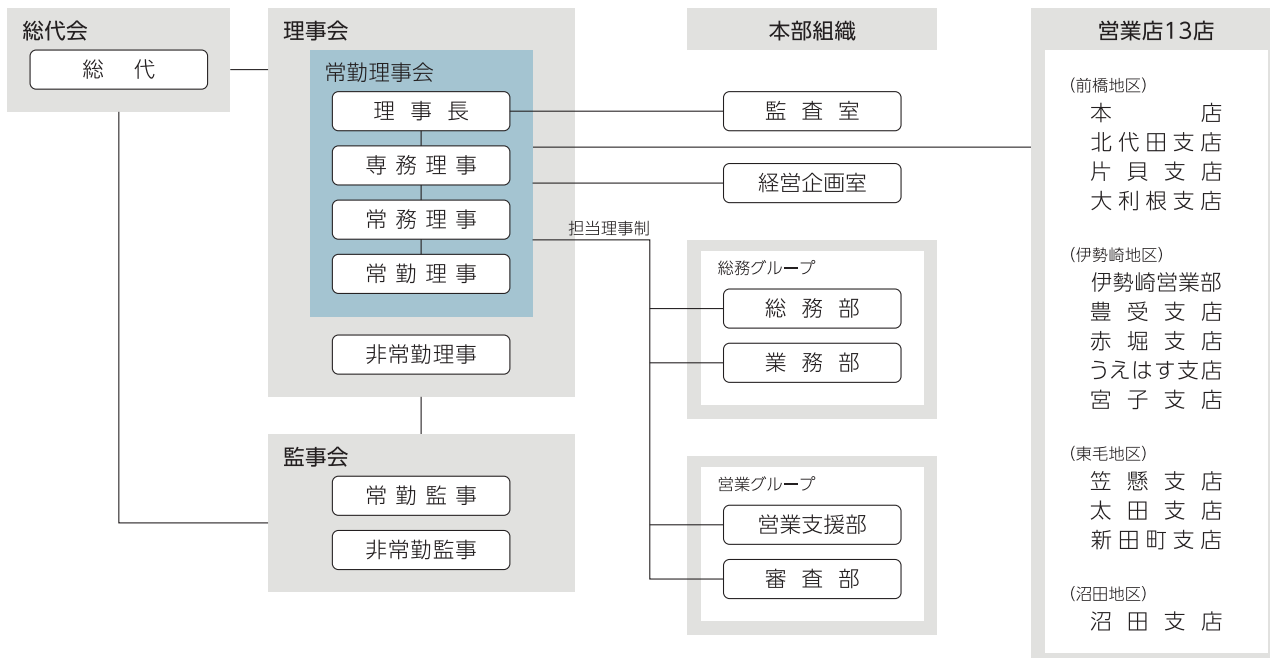 総代会
総代
理事会
常勤理事会
理事長
専務理事
常務理事
常勤理事
非常勤理事
監事会
常勤監事
非常勤監事
本部組織
監査室
経営企画室
担当理事制
総務グループ
総務部
業務部
営業グループ
営業支援部
審査部
営業店13店
(前橋地区)
本店
北代田支店
片貝支店
大利根支店
(伊勢崎地区)
伊勢崎営業部
豊受支店
赤堀支店
うえはす支店
宮子支店
(東毛地区)
笠懸支店
太田支店
新田町支店
(沼田地区)
沼田支店